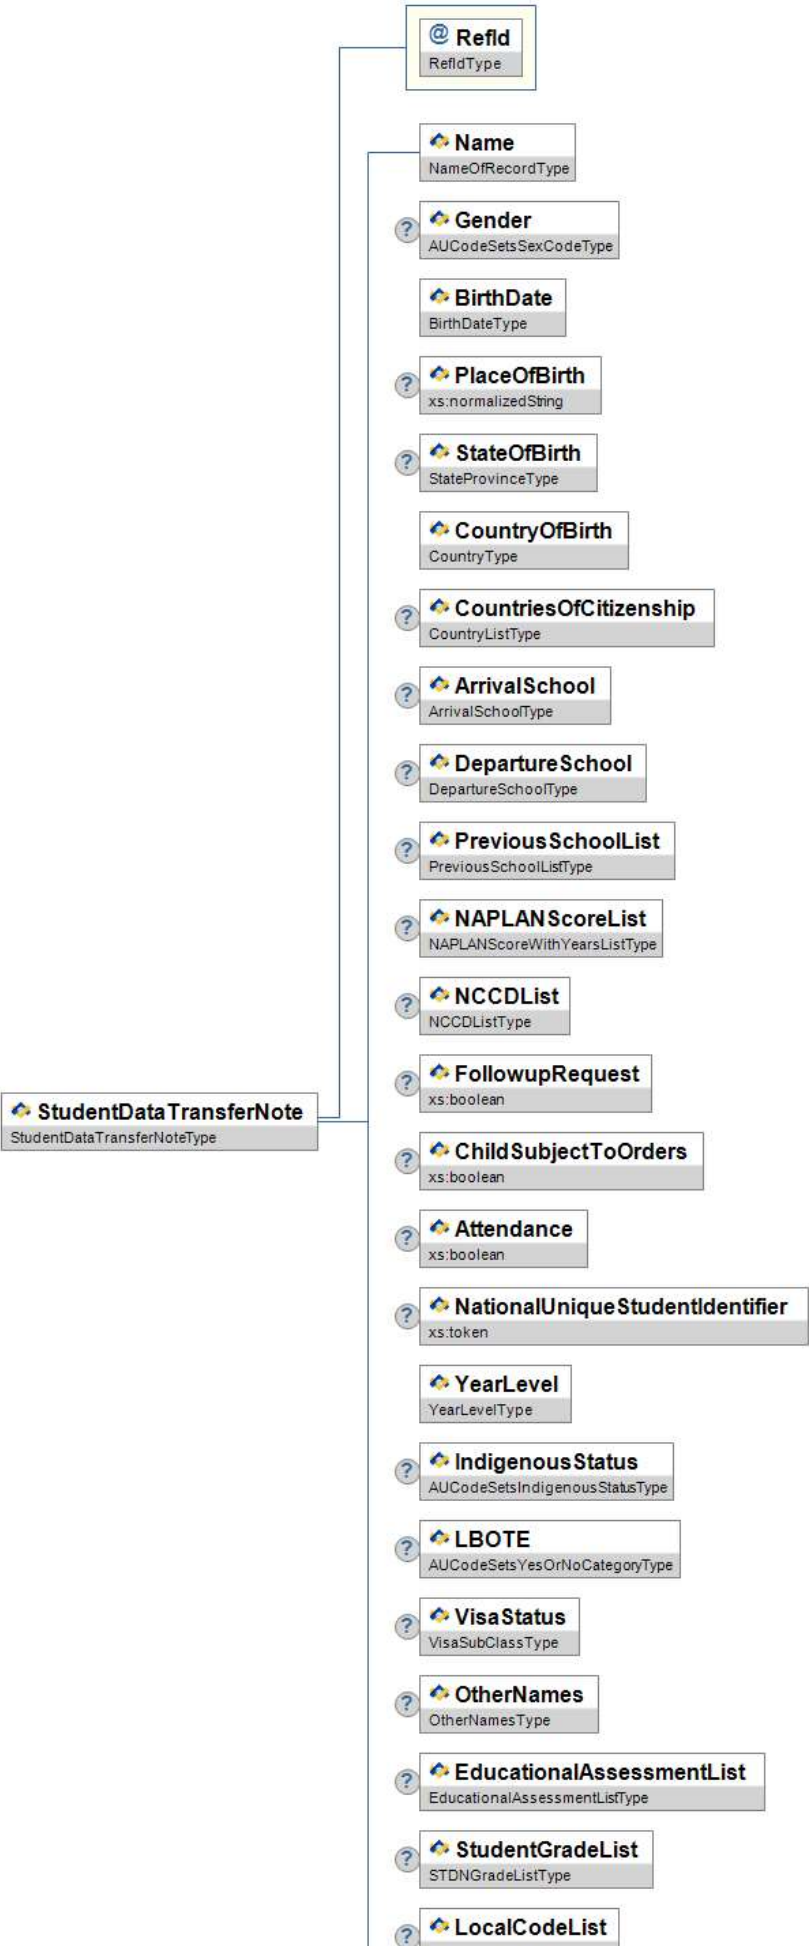 @ RefId
RefIdType
Name
NameOfRecordType
? Gender
AUCodeSetsSexCodeType
BirthDate
BirthDateType
? PlaceOfBirth
xs:normalizedString
? StateOfBirth
StateProvinceType
CountryOfBirth
CountryType
? CountriesOfCitizenship
CountryListType
? ArrivalSchool
ArrivalSchoolType
? DepartureSchool
DepartureSchoolType
? PreviousSchoolList
PreviousSchoolListType
? NAPLANScoreList
NAPLANScoreWithYearsListType
? NCCDList
NCCDListType
? FollowupRequest
xs:boolean
StudentDataTransferNote
StudentDataTransferNoteType
? ChildSubjectToOrders
xs:boolean
? Attendance
xs:boolean
? NationalUniqueStudentIdentifier
xs:token
YearLevel
YearLevelType
? IndigenousStatus
AUCodeSetsIndigenousStatusType
? LBOTE
AUCodeSetsYesOrNoCategoryType
? VisaStatus
VisaSubClassType
? OtherNames
OtherNamesType
? EducationalAssessmentList
EducationalAssessmentListType
? StudentGradeList
STDNGradeListType
? LocalCodeList